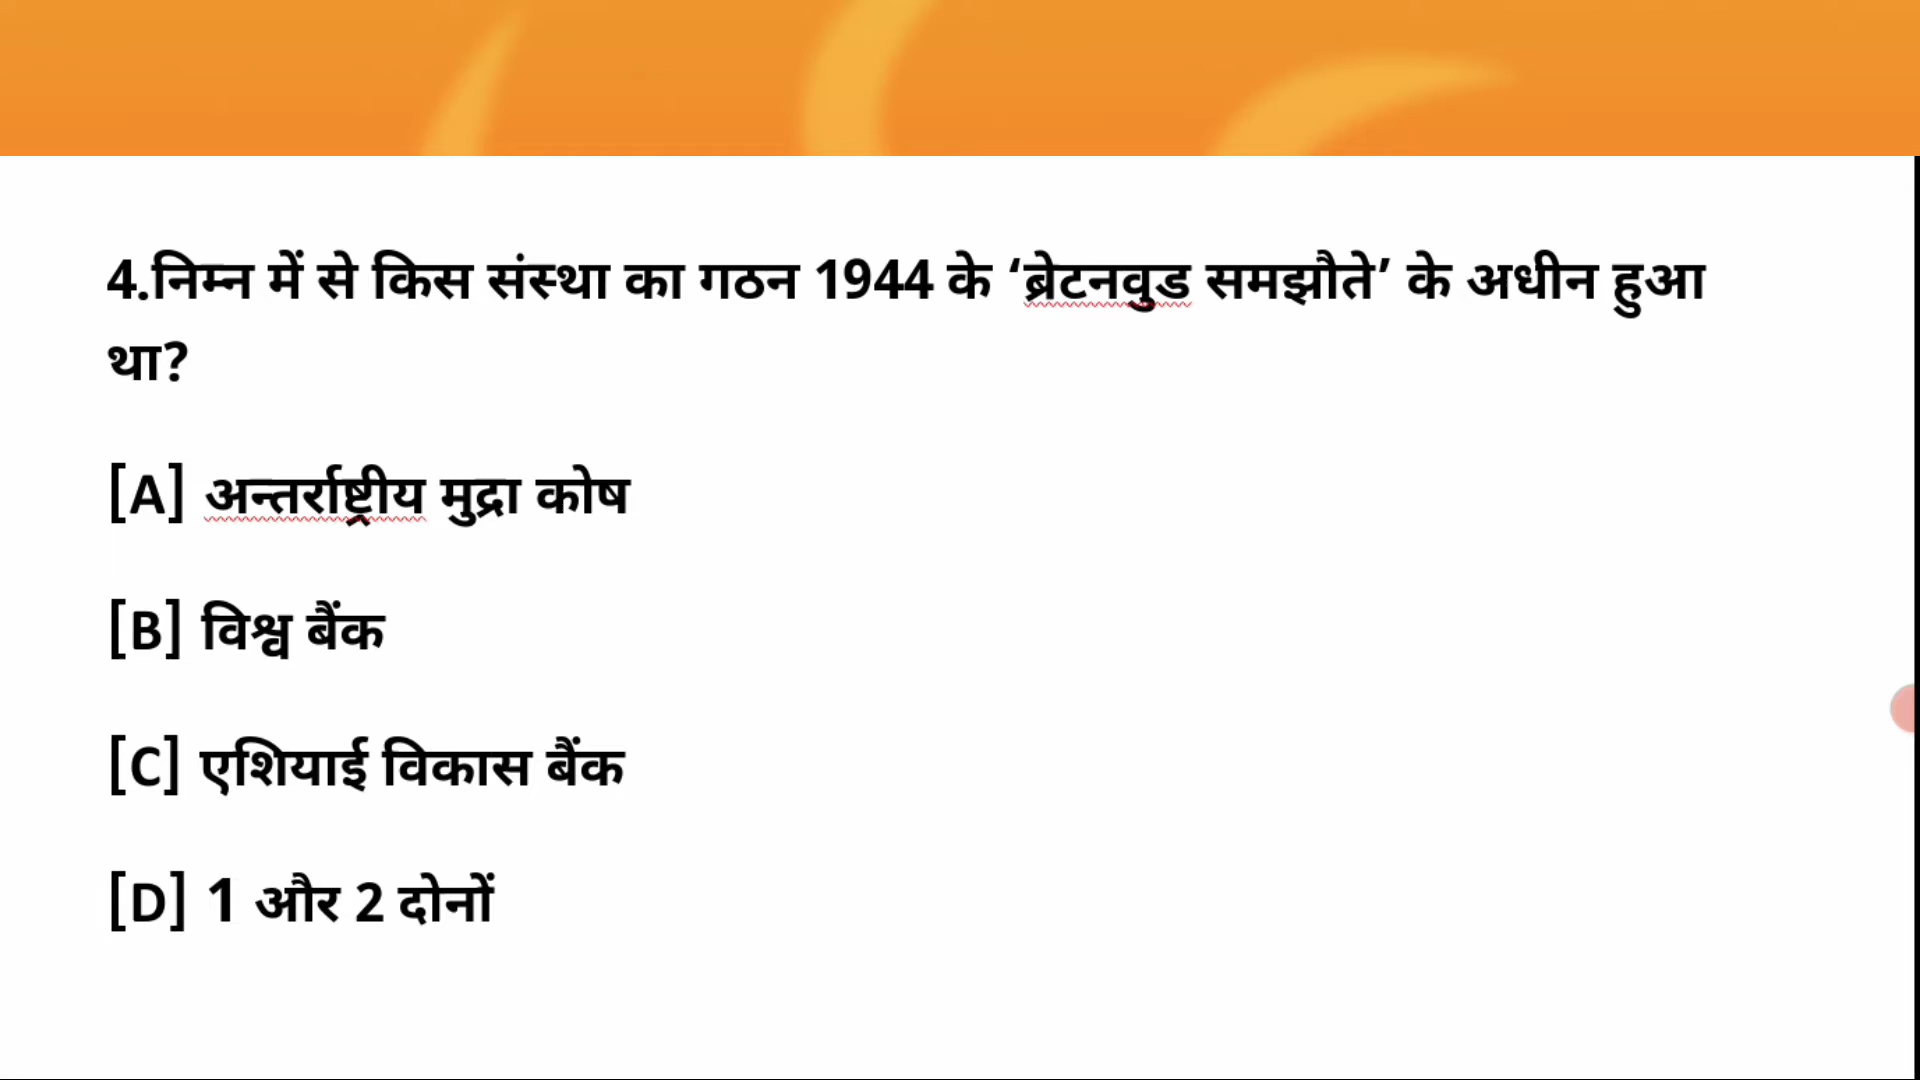 4.निम्न में से किस संस्था का गठन 1944 के ‘ब्रेटनवुड समझौते’ के अधीन हुआ
था?
[A] अन्तर्राष्ट्रीय मुद्रा कोष
[B] विश्व बैंक
[C] एशियाई विकास बैंक
[D] 1 और 2 दोनों